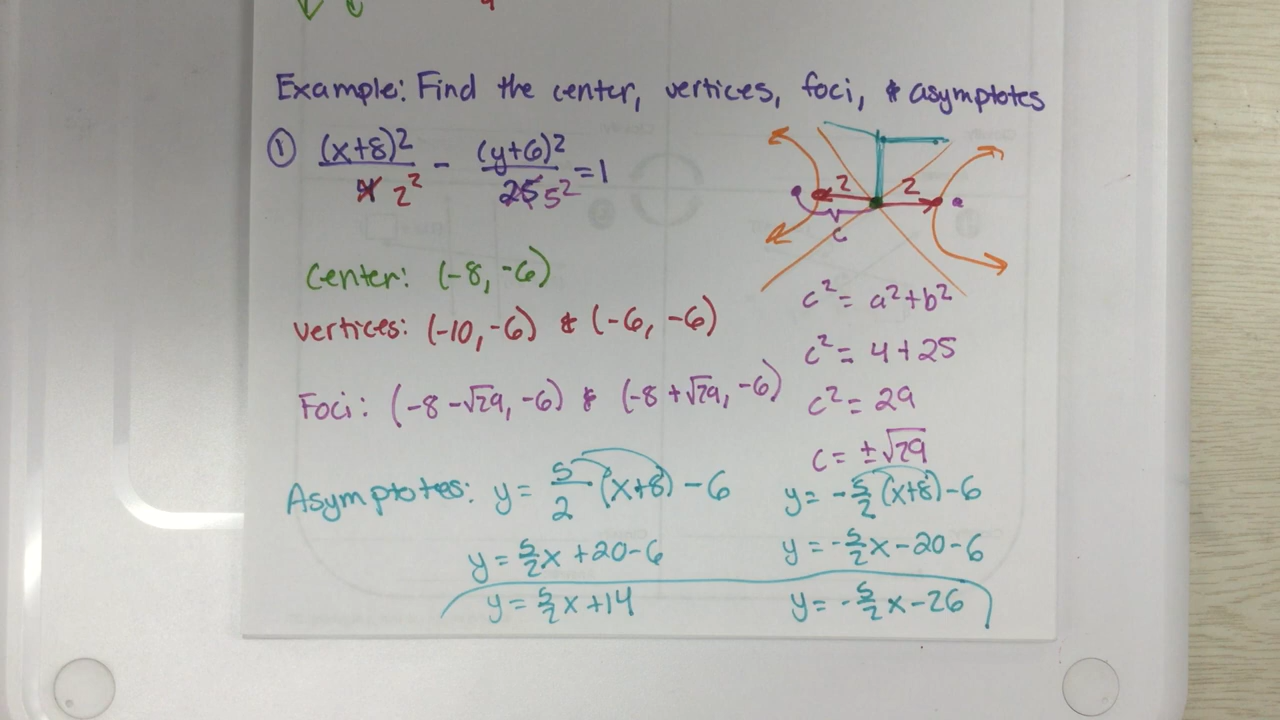 Example: Find the center, vertices, foci, & asymptotes
① (x+8)²/4 2² - (y+6)²/25 5² = 1
2 2
c
center: (-8, -6)
c² = a² + b²
vertices: (-10, -6) & (-6, -6)
c² = 4 + 25
Foci: (-8 - √29, -6) & (-8 + √29, -6)
c² = 29
c = ± √29
Asymptotes: y = 5/2 (x+8) - 6
y = -5/2 (x+8) - 6
y = 5/2 x + 20 - 6
y = -5/2 x - 20 - 6
y = 5/2 x + 14
y = -5/2 x - 26